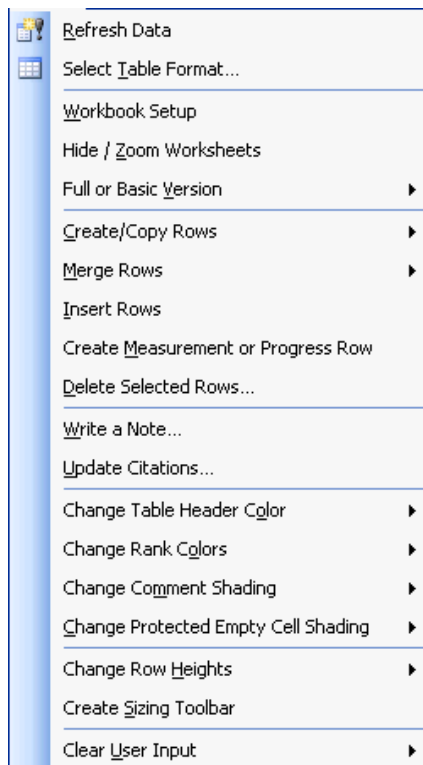 Refresh Data
Select Table Format...
Workbook Setup
Hide / Zoom Worksheets
Full or Basic Version
Create/Copy Rows
Merge Rows
Insert Rows
Create Measurement or Progress Row
Delete Selected Rows...
Write a Note...
Update Citations...
Change Table Header Color
Change Rank Colors
Change Comment Shading
Change Protected Empty Cell Shading
Change Row Heights
Create Sizing Toolbar
Clear User Input